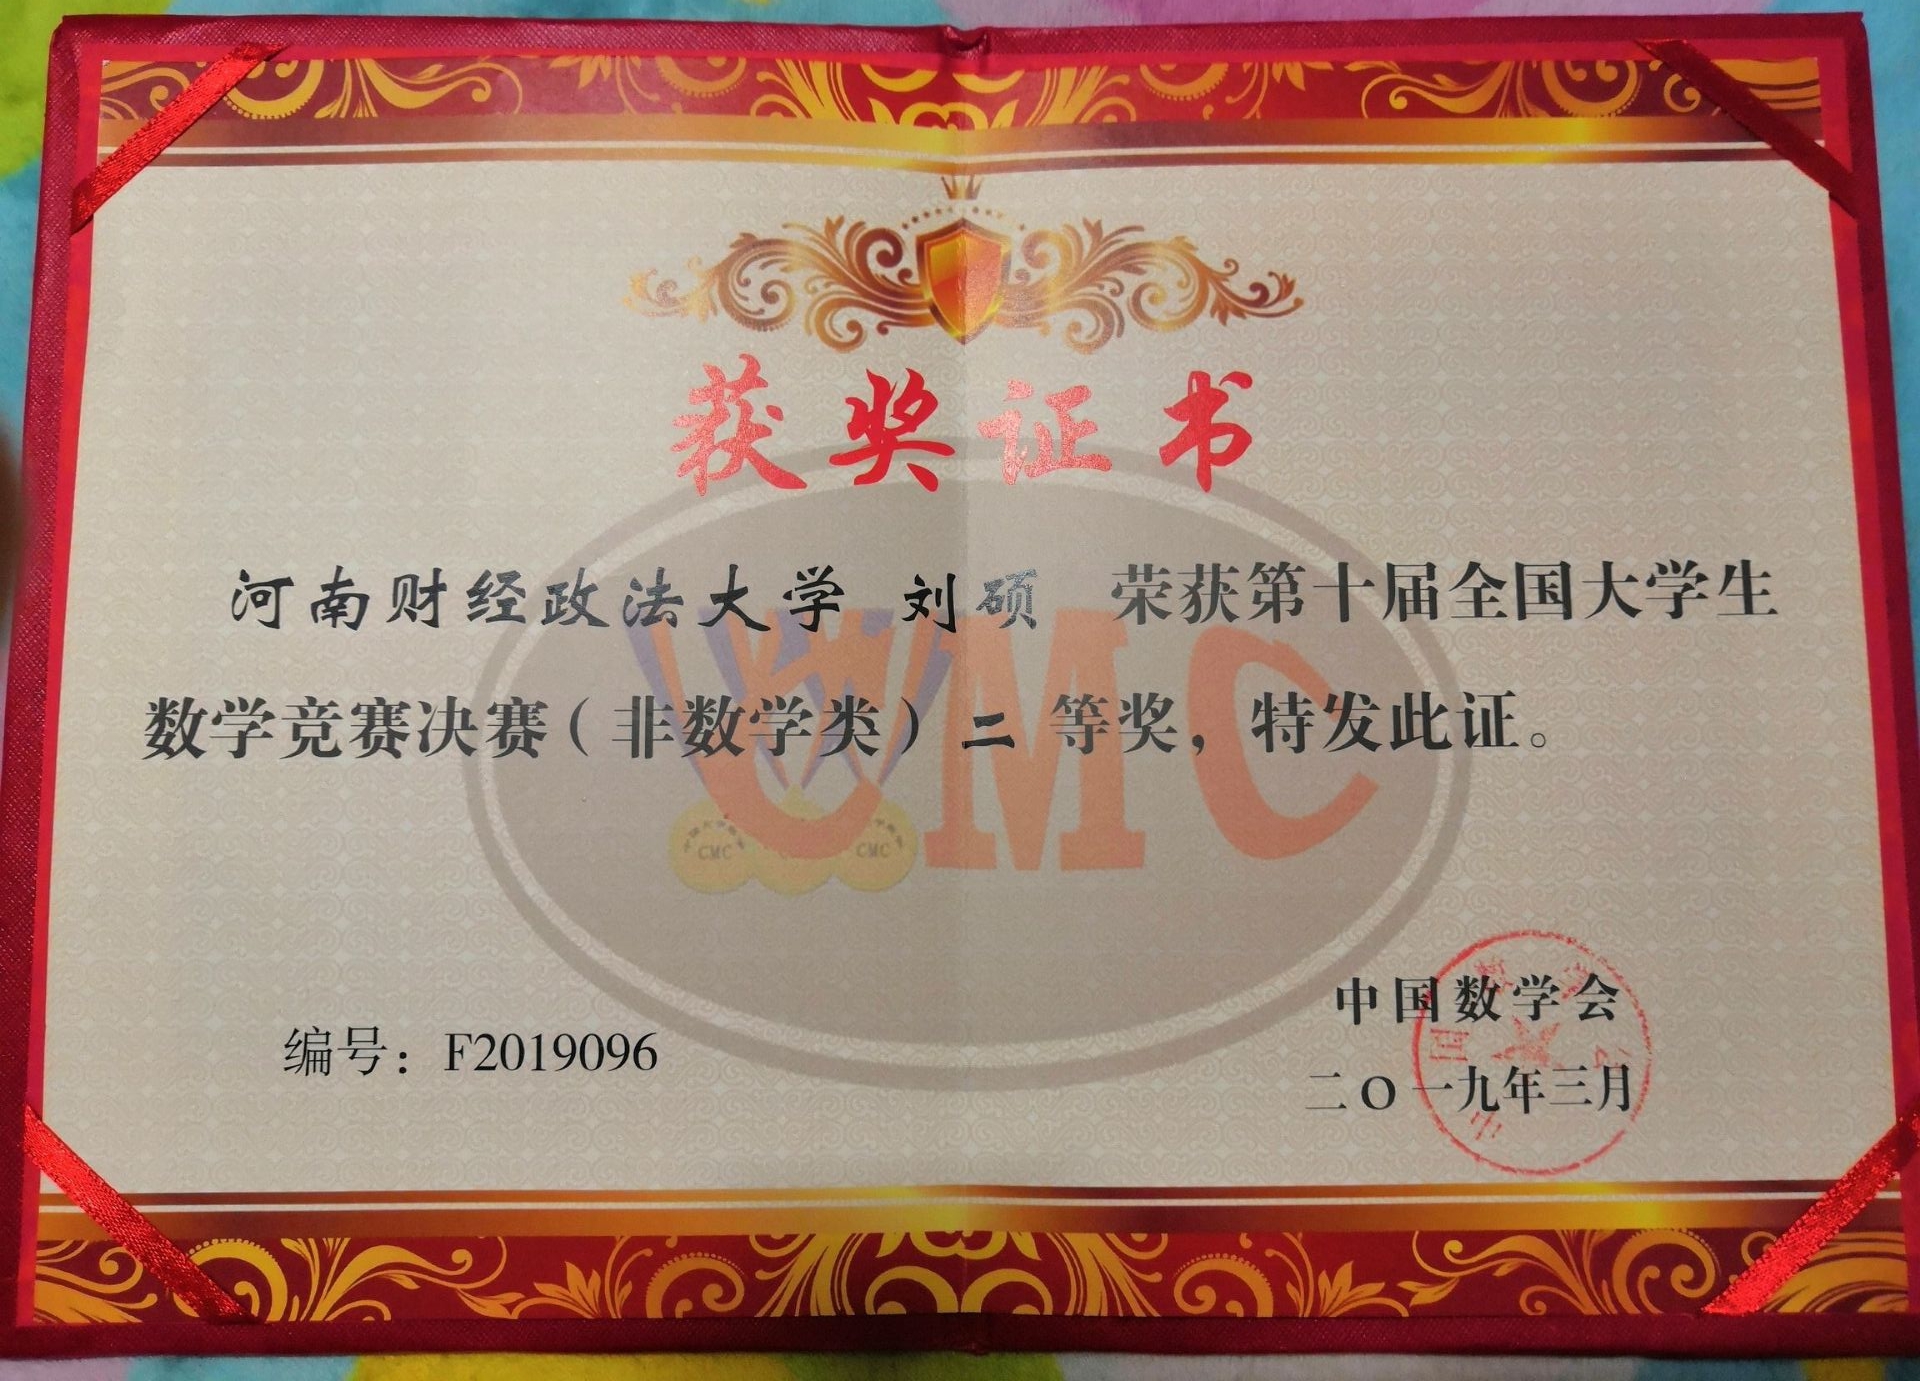 获奖证书
河南财经政法大学 刘硕 荣获第十届全国大学生
数学竞赛决赛（非数学类）二等奖，特发此证。
CMC
CMC CMC
编号：F2019096
中国数学会
二〇一九年三月